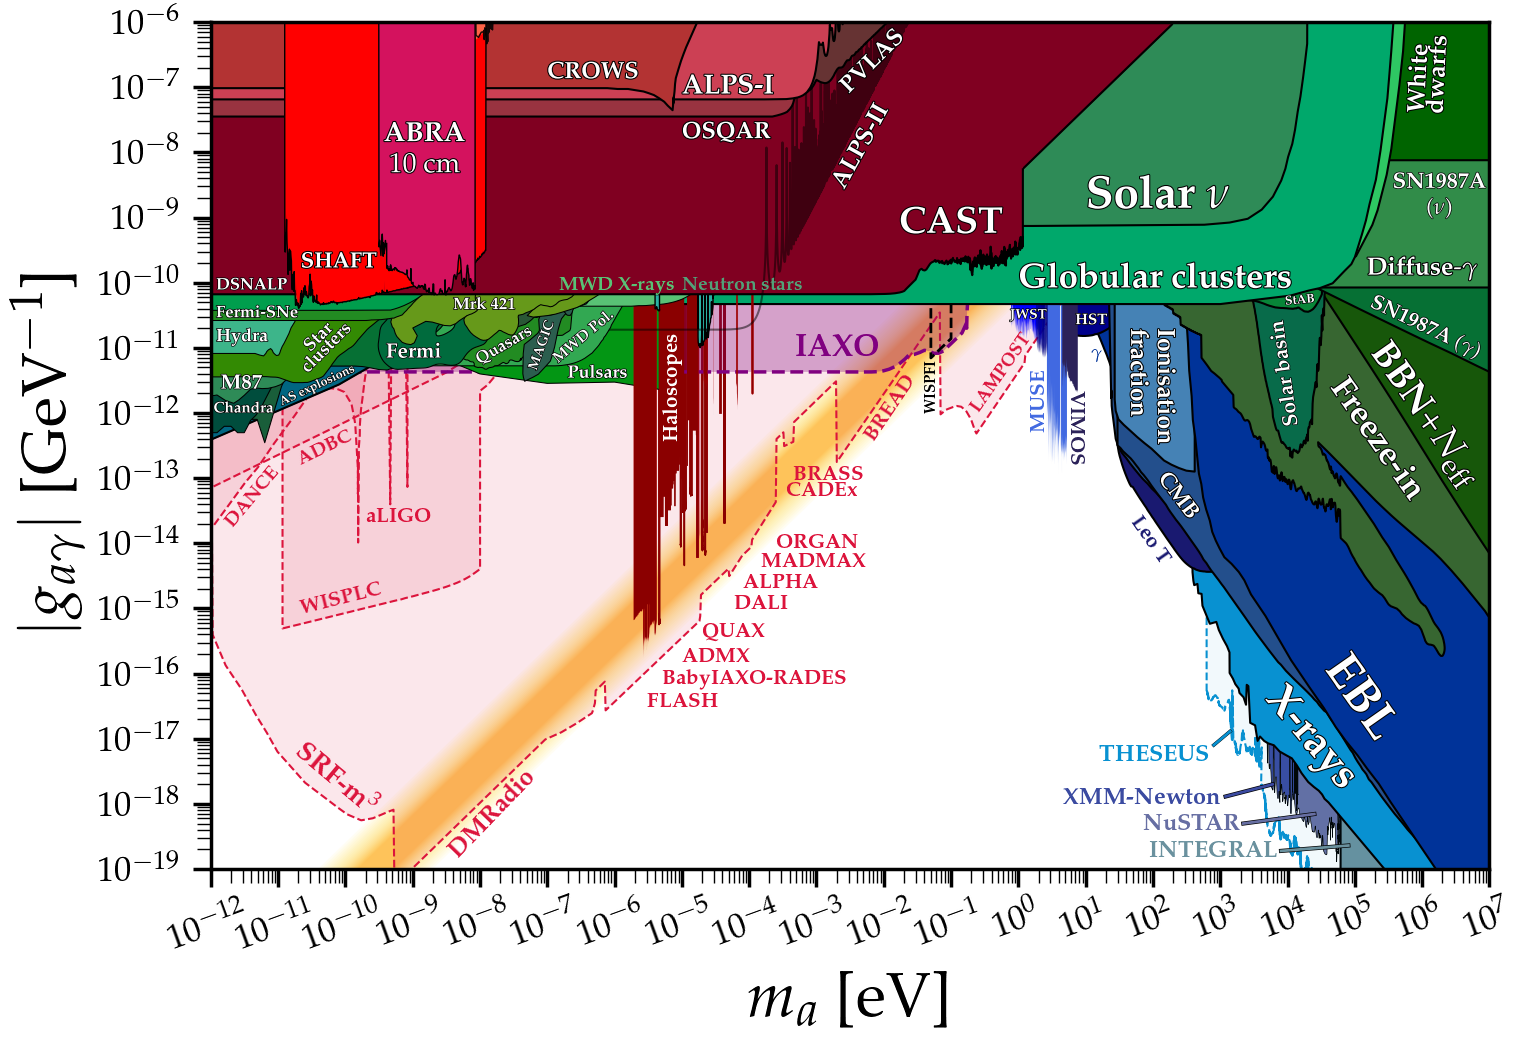 |g_aγ| [GeV⁻¹]
10⁻⁶
10⁻⁷
10⁻⁸
10⁻⁹
10⁻¹⁰
10⁻¹¹
10⁻¹²
10⁻¹³
10⁻¹⁴
10⁻¹⁵
10⁻¹⁶
10⁻¹⁷
10⁻¹⁸
10⁻¹⁹
CROWS
ALPS-I
PVLAS
OSQAR
ALPS-II
ABRA
10 cm
SHAFT
CAST
Solar ν
Globular clusters
White
dwarfs
SN1987A
(ν)
Diffuse-γ
SN1987A (γ)
DSNALP
Fermi-SNe
Hydra
M87
Chandra
Star
clusters
AS explosions
Fermi
Mrk 421
Quasars
MAGIC
MWD Pol.
Pulsars
MWD X-rays
Neutron stars
Haloscopes
IAXO
WISPFI
LAMPOST
BREAD
JWST
MUSE
VIMOS
HST
γ
Ionisation
fraction
CMB
Leo T
StAB
Solar basin
Freeze-in
BBN+N_eff
EBL
X-rays
THESEUS
XMM-Newton
NuSTAR
INTEGRAL
DANCE
ADBC
aLIGO
WISPLC
SRF-m³
DMRadio
BRASS
CADEx
ORGAN
MADMAX
ALPHA
DALI
QUAX
ADMX
BabyIAXO-RADES
FLASH
10⁻¹²
10⁻¹¹
10⁻¹⁰
10⁻⁹
10⁻⁸
10⁻⁷
10⁻⁶
10⁻⁵
10⁻⁴
10⁻³
10⁻²
10⁻¹
10⁰
10¹
10²
10³
10⁴
10⁵
10⁶
10⁷
m_a [eV]